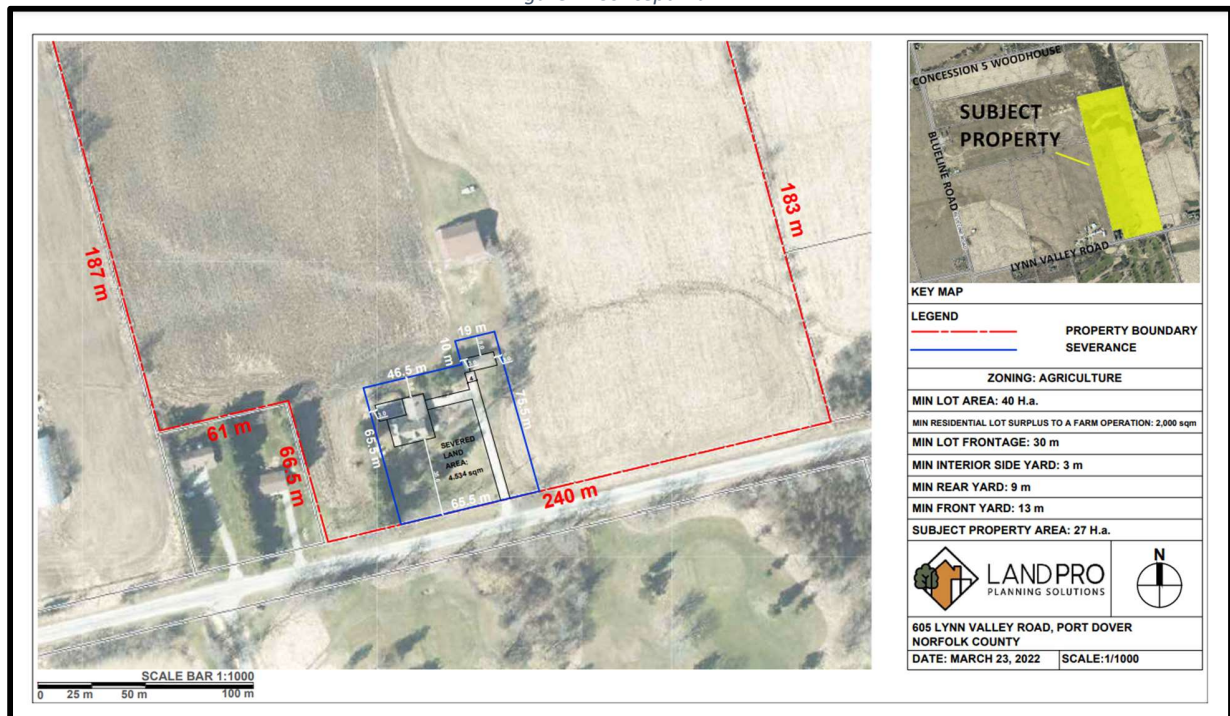 CONCESSION 5 WOODHOUSE
SUBJECT
PROPERTY
BLUELINE ROAD
LYNN VALLEY ROAD
KEY MAP
LEGEND
PROPERTY BOUNDARY
SEVERANCE
ZONING: AGRICULTURE
MIN LOT AREA: 40 H.a.
MIN RESIDENTIAL LOT SURPLUS TO A FARM OPERATION: 2,000 sqm
MIN LOT FRONTAGE: 30 m
MIN INTERIOR SIDE YARD: 3 m
MIN REAR YARD: 9 m
MIN FRONT YARD: 13 m
SUBJECT PROPERTY AREA: 27 H.a.
LANDPRO
PLANNING SOLUTIONS
N
605 LYNN VALLEY ROAD, PORT DOVER
NORFOLK COUNTY
DATE: MARCH 23, 2022
SCALE:1/1000
187 m
183 m
61 m
66.5 m
240 m
19 m
10 m
46.5 m
75.5 m
65.5 m
65.5 m
SEVERED
LAND
AREA:
4.534 sqm
SCALE BAR 1:1000
0 25 m 50 m 100 m